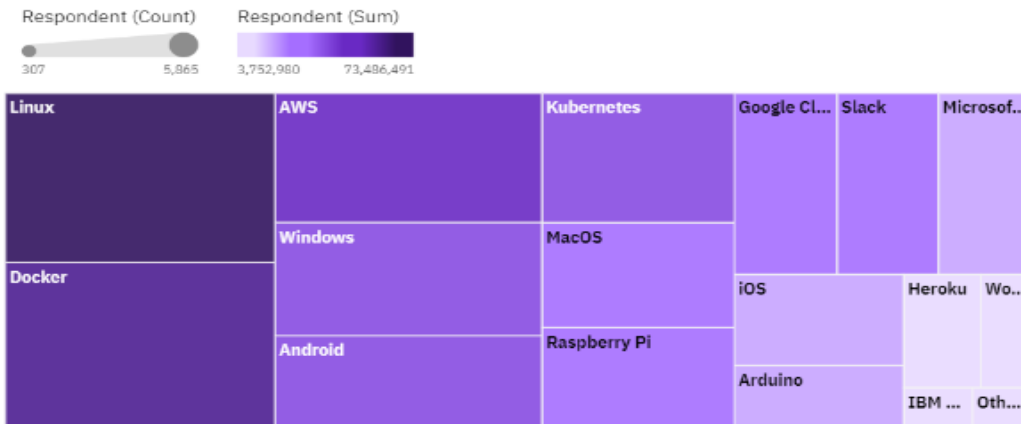 Respondent (Count)
Respondent (Sum)
307
5,865
3,752,980
73,486,491
Linux
AWS
Kubernetes
Google Cl...
Slack
Microsof...
Windows
MacOS
Docker
iOS
Heroku
Wo...
Android
Raspberry Pi
Arduino
IBM ...
Oth...